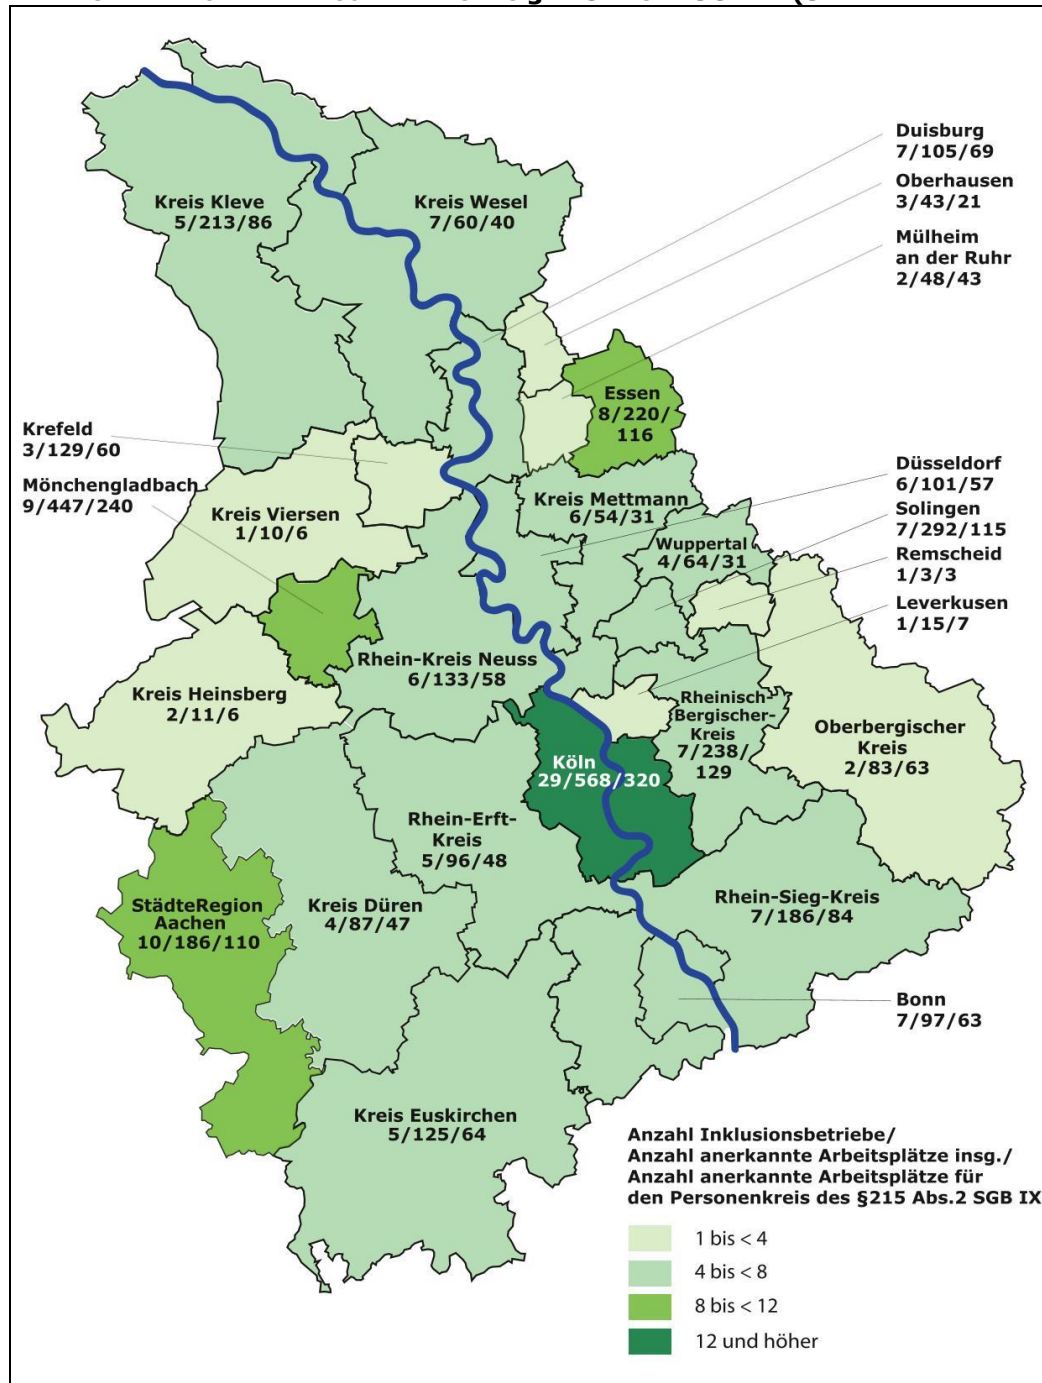 Duisburg
7/105/69
Oberhausen
3/43/21
Mülheim
an der Ruhr
2/48/43
Kreis Kleve
5/213/86
Kreis Wesel
7/60/40
Essen
8/220/
116
Krefeld
3/129/60
Mönchengladbach
9/447/240
Kreis Viersen
1/10/6
Kreis Mettmann
6/54/31
Wuppertal
4/64/31
Düsseldorf
6/101/57
Solingen
7/292/115
Remscheid
1/3/3
Leverkusen
1/15/7
Rhein-Kreis Neuss
6/133/58
Kreis Heinsberg
2/11/6
Rheinisch-
Bergischer-
Kreis
7/238/
129
Oberbergischer
Kreis
2/83/63
Köln
29/568/320
Rhein-Erft-
Kreis
5/96/48
StädteRegion
Aachen
10/186/110
Kreis Düren
4/87/47
Rhein-Sieg-Kreis
7/186/84
Bonn
7/97/63
Kreis Euskirchen
5/125/64
Anzahl Inklusionsbetriebe/
Anzahl anerkannte Arbeitsplätze insg./
Anzahl anerkannte Arbeitsplätze für
den Personenkreis des §215 Abs.2 SGB IX
1 bis < 4
4 bis < 8
8 bis < 12
12 und höher